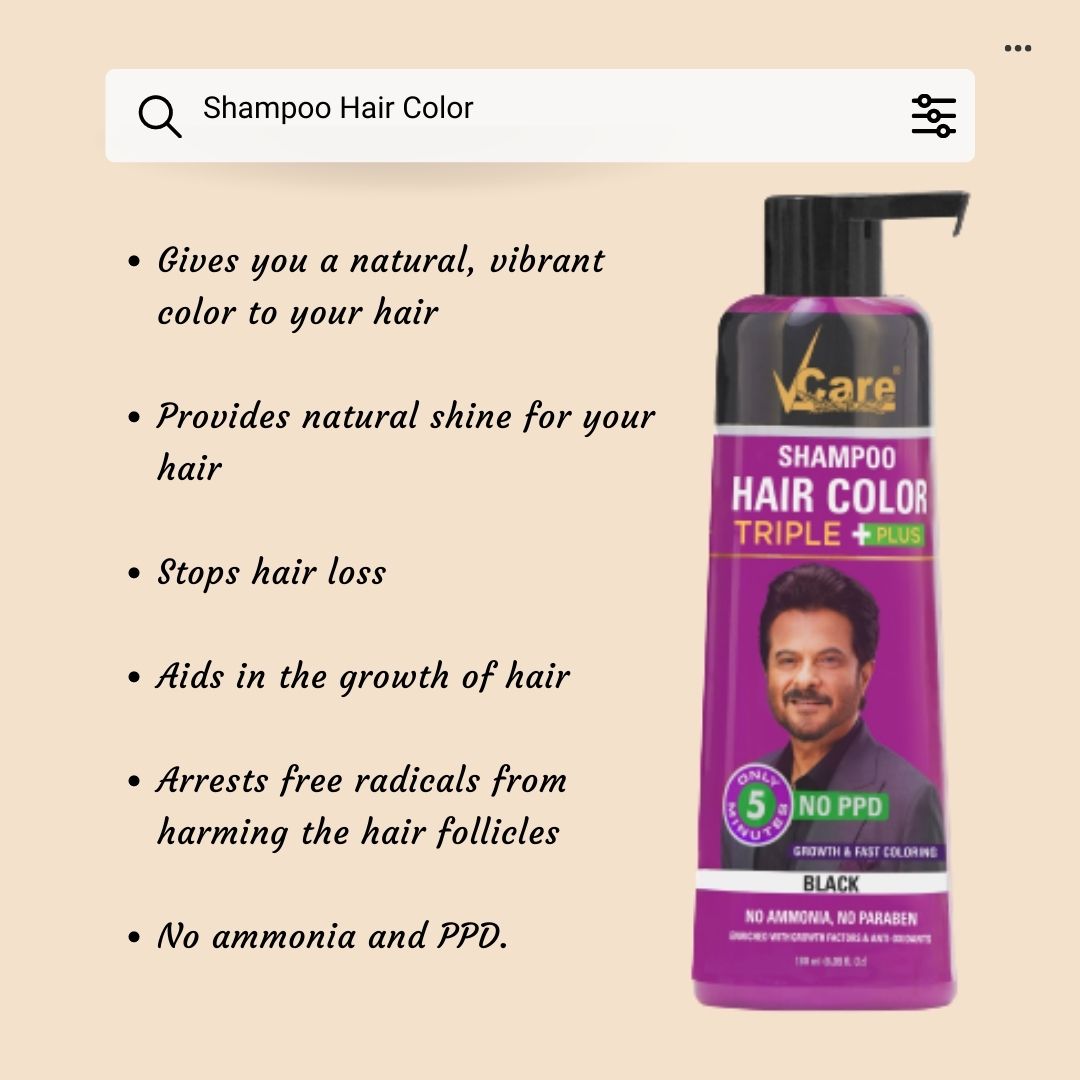 Shampoo Hair Color
• Gives you a natural, vibrant
color to your hair
• Provides natural shine for your
hair
• Stops hair loss
• Aids in the growth of hair
• Arrests free radicals from
harming the hair follicles
• No ammonia and PPD.
VCare®
SHAMPOO
HAIR COLOR
TRIPLE + PLUS
ONLY
5
MINUTES
NO PPD
GROWTH & FAST COLORING
BLACK
NO AMMONIA, NO PARABEN
ENRICHED WITH GROWTH FACTORS & ANTI-OXIDANTS